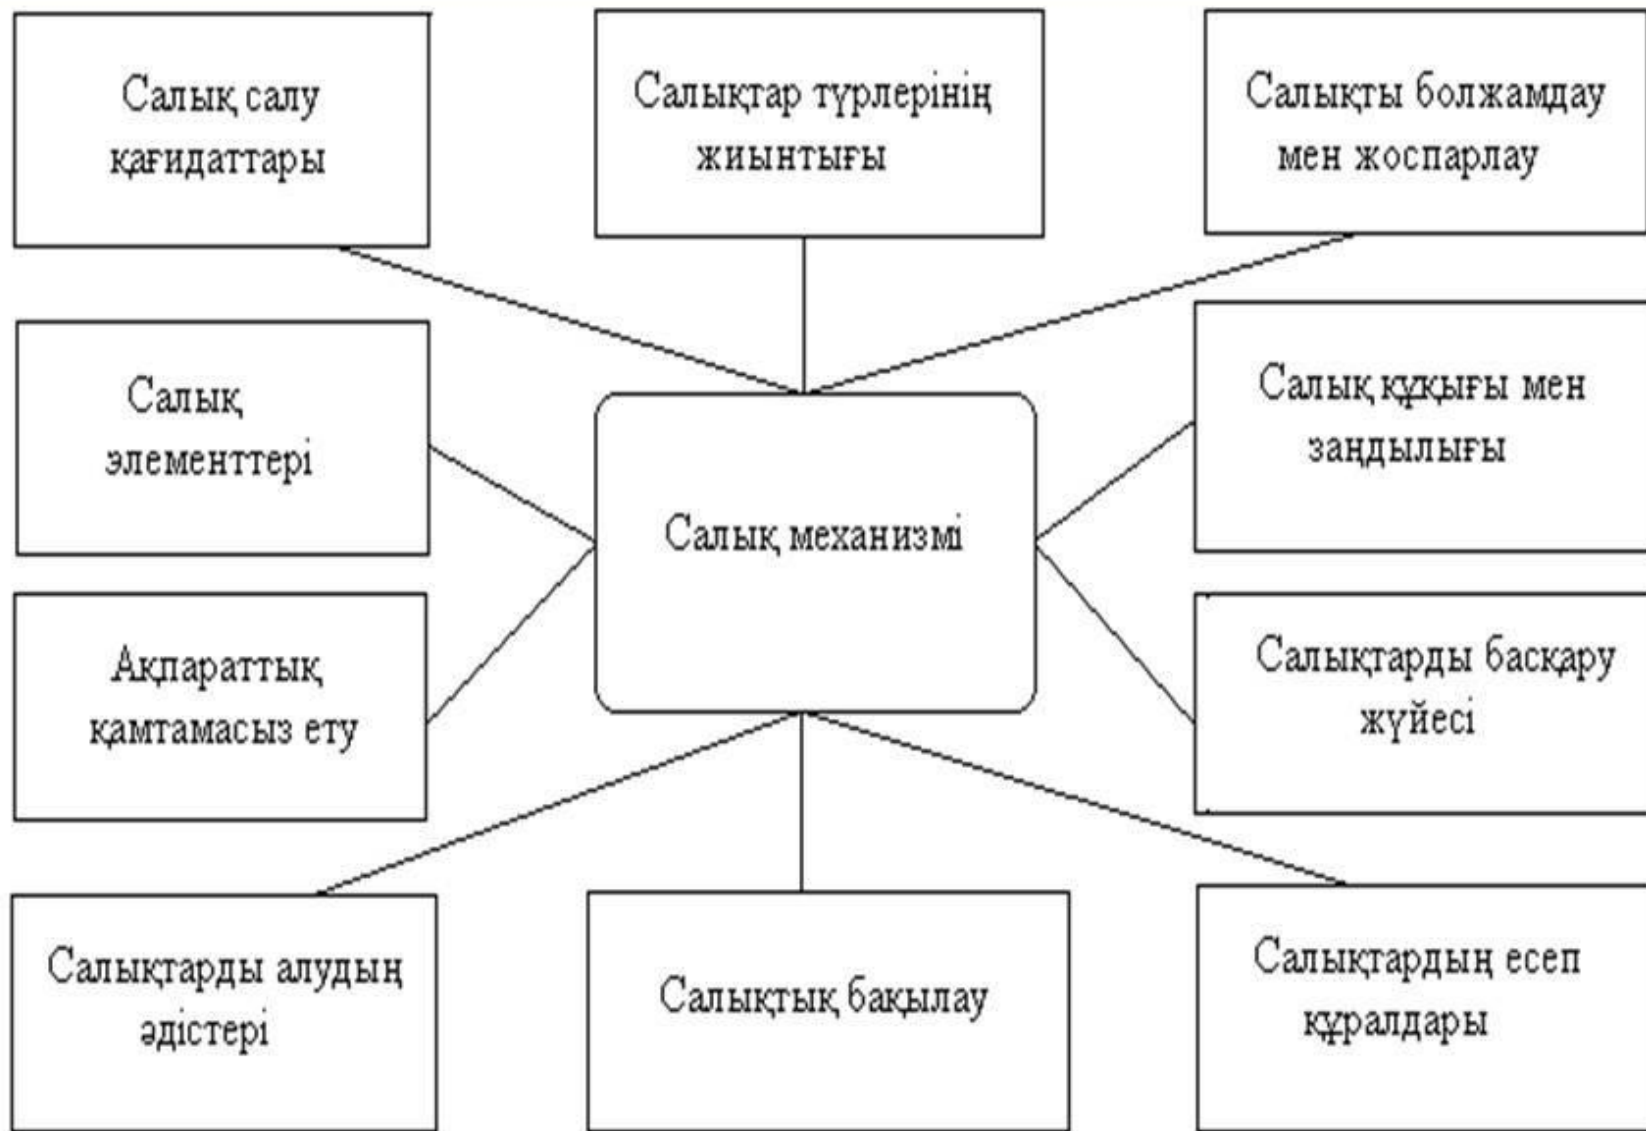 Салық салу
қағидаттары
Салықтар түрлерінің
жиынтығы
Салықты болжамдау
мен жоспарлау
Салық
элементтері
Салық құқығы мен
заңдылығы
Салық механизмі
Ақпараттық
қамтамасыз ету
Салықтарды басқару
жүйесі
Салықтарды алудың
әдістері
Салықтық бақылау
Салықтардың есеп
құралдары